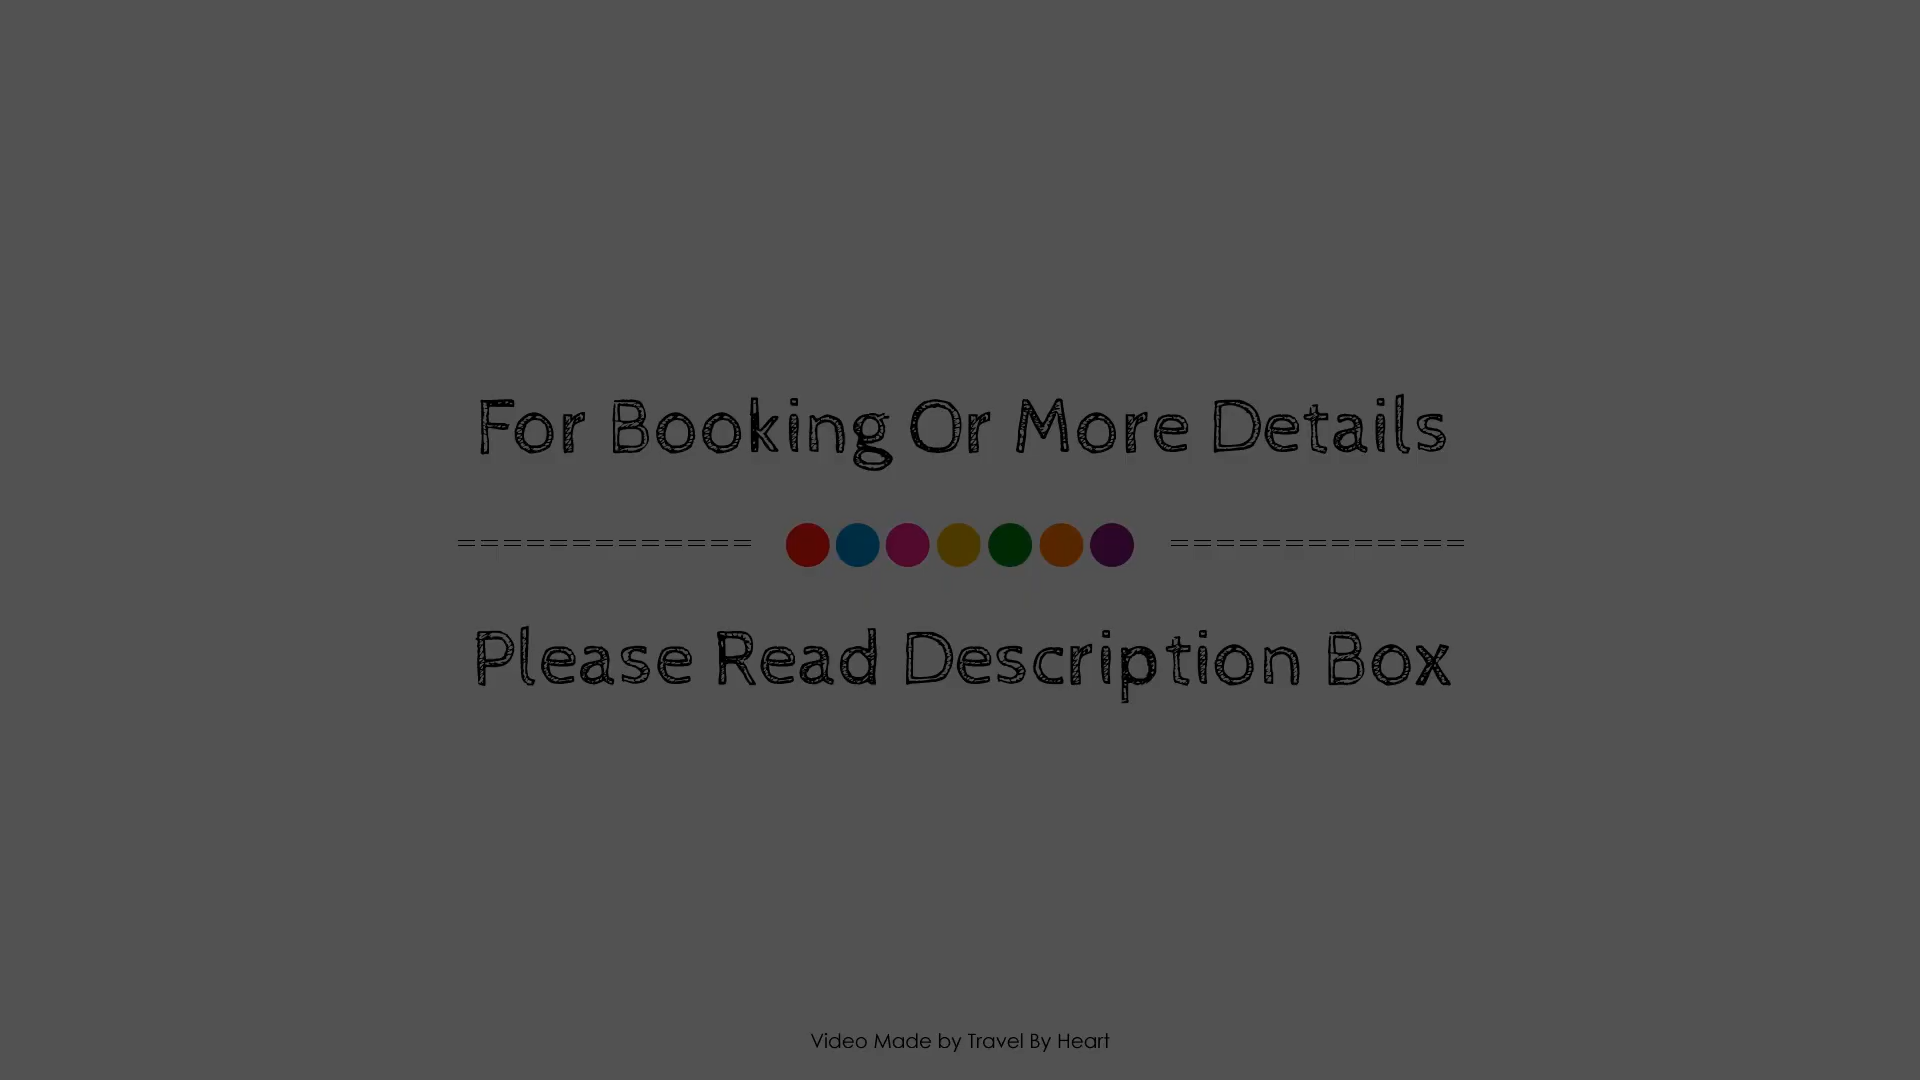 For Booking Or More Details
============= =============
Please Read Description Box
Video Made by Travel By Heart